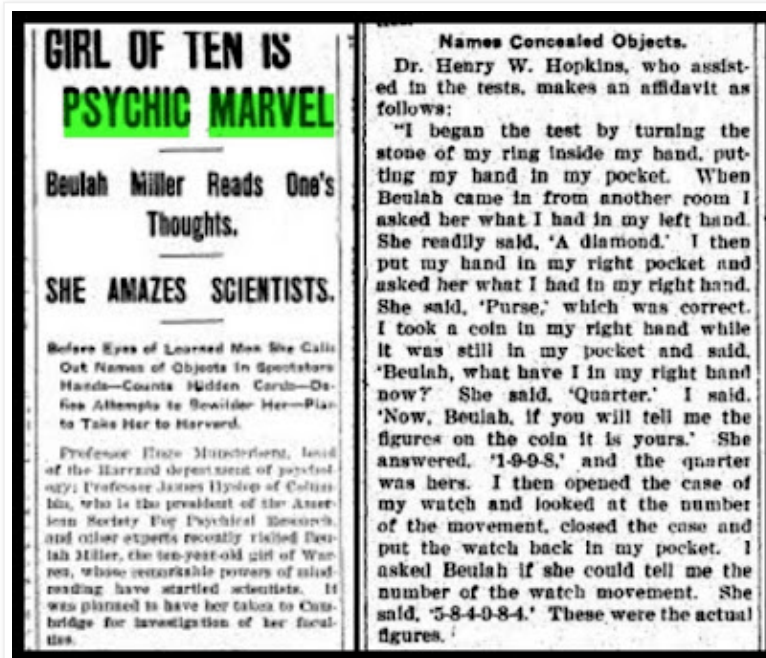 GIRL OF TEN IS
PSYCHIC MARVEL
Beulah Miller Reads One's
Thoughts.
SHE AMAZES SCIENTISTS.
Before Eyes of Learned Men She Calls
Out Names of Objects in Spectators
Hands—Counts Hidden Cards—De-
fies Attempts to Bewilder Her—Plan
to Take Her to Harvard.
Professor Hugo Munsterberg, head
of the Harvard department of psychol-
ogy; Professor James Hyslop of Colum-
bia, who is the president of the Amer-
ican Society For Psychical Research,
and other experts recently visited Beu-
lah Miller, the ten-year-old girl of War-
ren, whose remarkable powers of mind-
reading have startled scientists. It
was planned to have her taken to Cam-
bridge for investigation of her facul-
ties.
Names Concealed Objects.
Dr. Henry W. Hopkins, who assist-
ed in the tests, makes an affidavit as
follows:
"I began the test by turning the
stone of my ring inside my hand, put-
ting my hand in my pocket. When
Beulah came in from another room I
asked her what I had in my left hand.
She readily said, 'A diamond.' I then
put my hand in my right pocket and
asked her what I had in my right hand.
She said, 'Purse,' which was correct.
I took a coin in my right hand while
it was still in my pocket and said,
'Beulah, what have I in my right hand
now?' She said, 'Quarter.' I said,
'Now, Beulah, if you will tell me the
figures on the coin it is yours.' She
answered, '1-9-9-8,' and the quarter
was hers. I then opened the case of
my watch and looked at the number
of the movement, closed the case and
put the watch back in my pocket. I
asked Beulah if she could tell me the
number of the watch movement. She
said, '5-8-4-9-8-4.' These were the actual
figures.